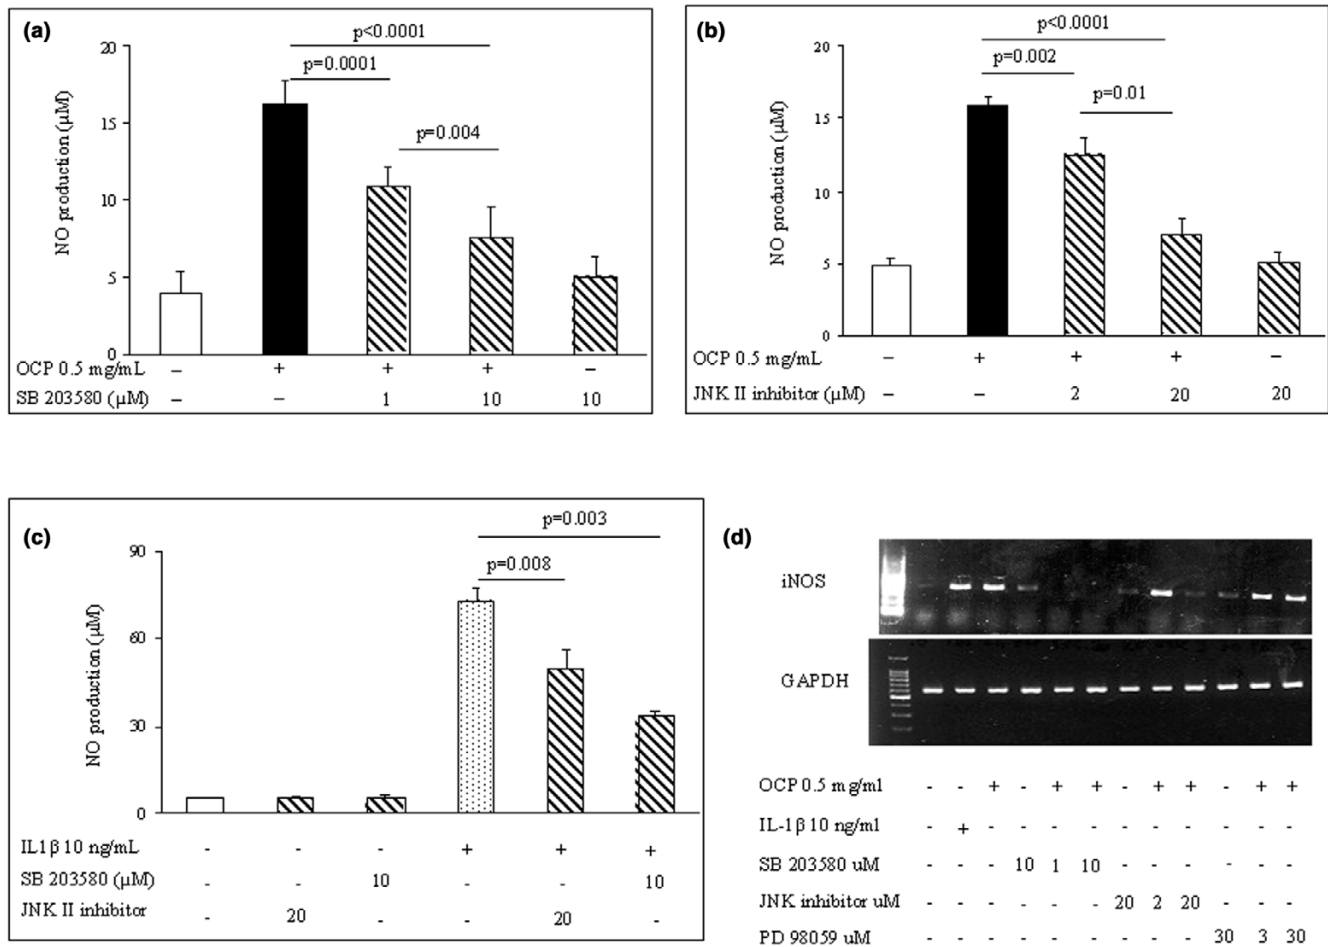 (a)
p<0.0001
p=0.0001
p=0.004
NO production (µM)
20
15
10
5
0
OCP 0.5 mg/mL – + + + –
SB 203580 (µM) – – 1 10 10
(b)
p<0.0001
p=0.002
p=0.01
NO production (µM)
20
15
10
5
0
OCP 0.5 mg/mL – + + + –
JNK II inhibitor (µM) – – 2 20 20
(c)
p=0.003
p=0.008
NO production (µM)
90
60
30
0
IL1β 10 ng/mL - - - + + +
SB 203580 (µM) - - 10 - - 10
JNK II inhibitor - 20 - - 20 -
(d)
iNOS
GAPDH
OCP 0.5 mg/ml - - + - + + - + + - + +
IL-1β 10 ng/ml - + - - - - - - - - - -
SB 203580 uM - - - 10 1 10 - - - - - -
JNK inhibitor uM - - - - - - 20 2 20 - - -
PD 98059 uM - - - - - - - - - 30 3 30